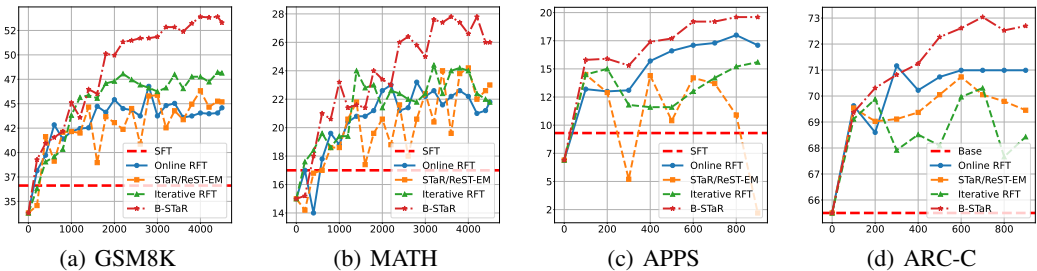 52
50
47
45
42
40
37
35
0 1000 2000 3000 4000
SFT
Online RFT
STaR/ReST-EM
Iterative RFT
B-STaR
(a) GSM8K
28
26
24
22
20
18
16
14
0 1000 2000 3000 4000
SFT
Online RFT
STaR/ReST-EM
Iterative RFT
B-STaR
(b) MATH
20
17
15
12
9
7
5
2
0 200 400 600 800
SFT
Online RFT
STaR/ReST-EM
Iterative RFT
B-STaR
(c) APPS
73
72
70
69
68
66
0 200 400 600 800
Base
Online RFT
STaR/ReST-EM
Iterative RFT
B-STaR
(d) ARC-C